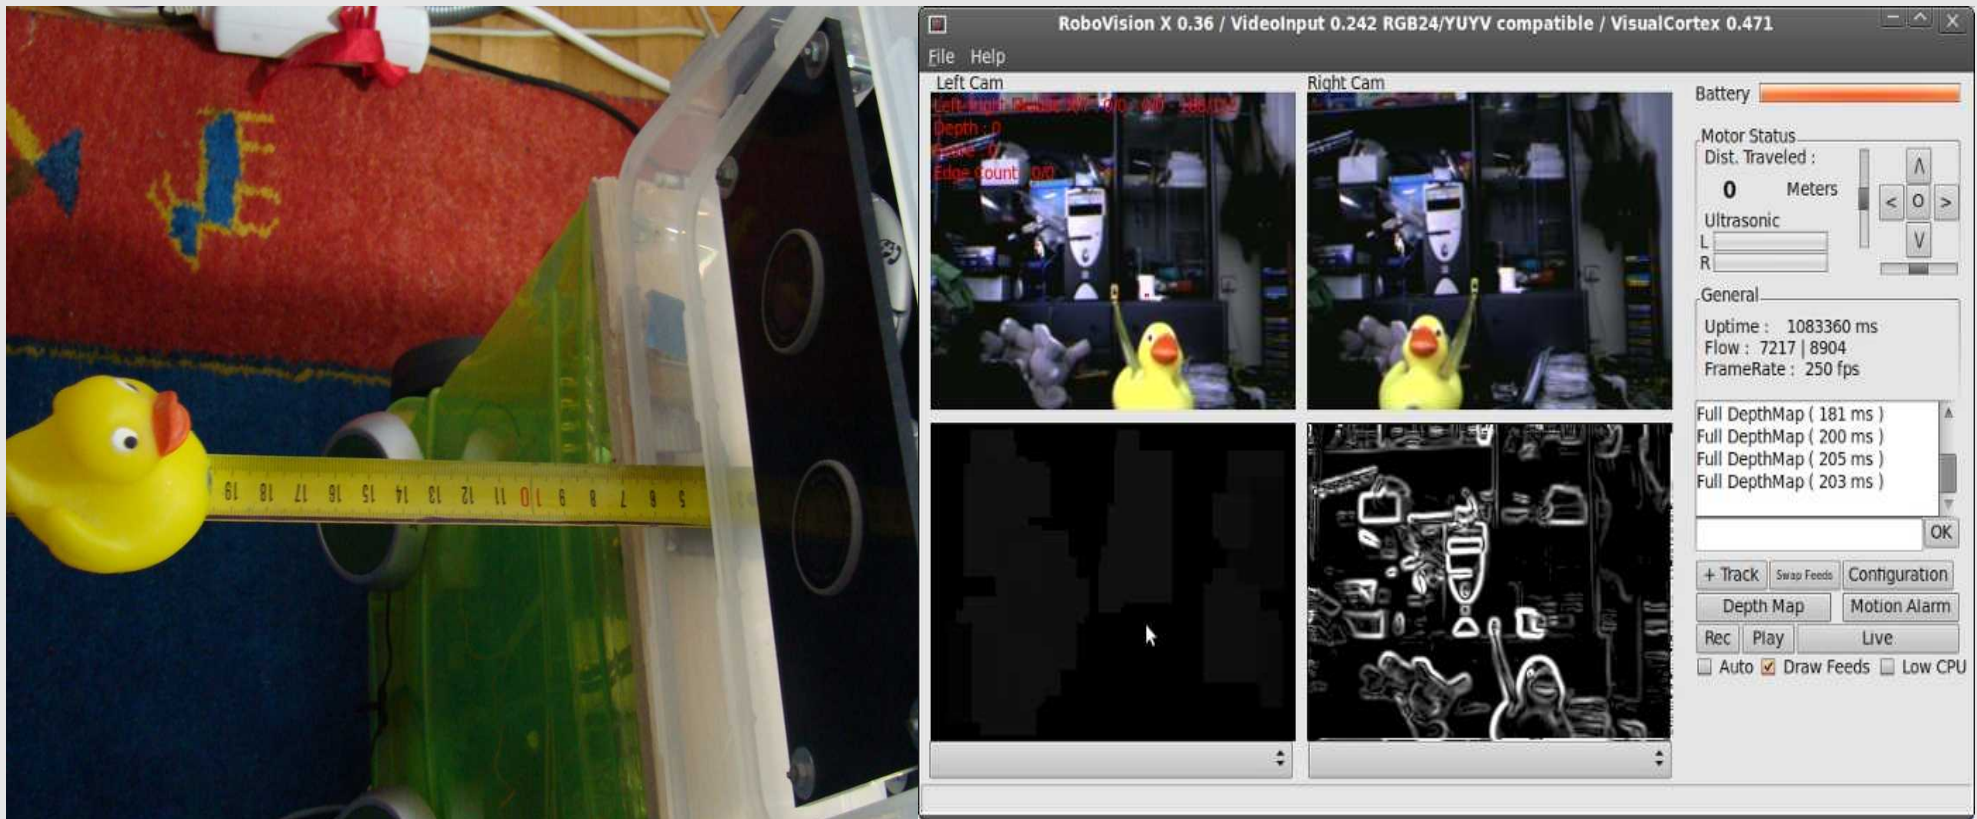 19 18 17 16 15 14 13 12 11 10 9 8 7 6 5
RoboVision X 0.36 / VideoInput 0.242 RGB24/YUYV compatible / VisualCortex 0.471
File Help
Left Cam
Right Cam
Depth : 0
Edge Count : 0/0
Battery
Motor Status
Dist. Traveled :
0 Meters
Ultrasonic
L
R
< O >
General
Uptime : 1083360 ms
Flow : 7217 | 8904
FrameRate : 250 fps
Full DepthMap ( 181 ms )
Full DepthMap ( 200 ms )
Full DepthMap ( 205 ms )
Full DepthMap ( 203 ms )
OK
+ Track Swap Feeds Configuration
Depth Map Motion Alarm
Rec Play Live
Auto Draw Feeds Low CPU